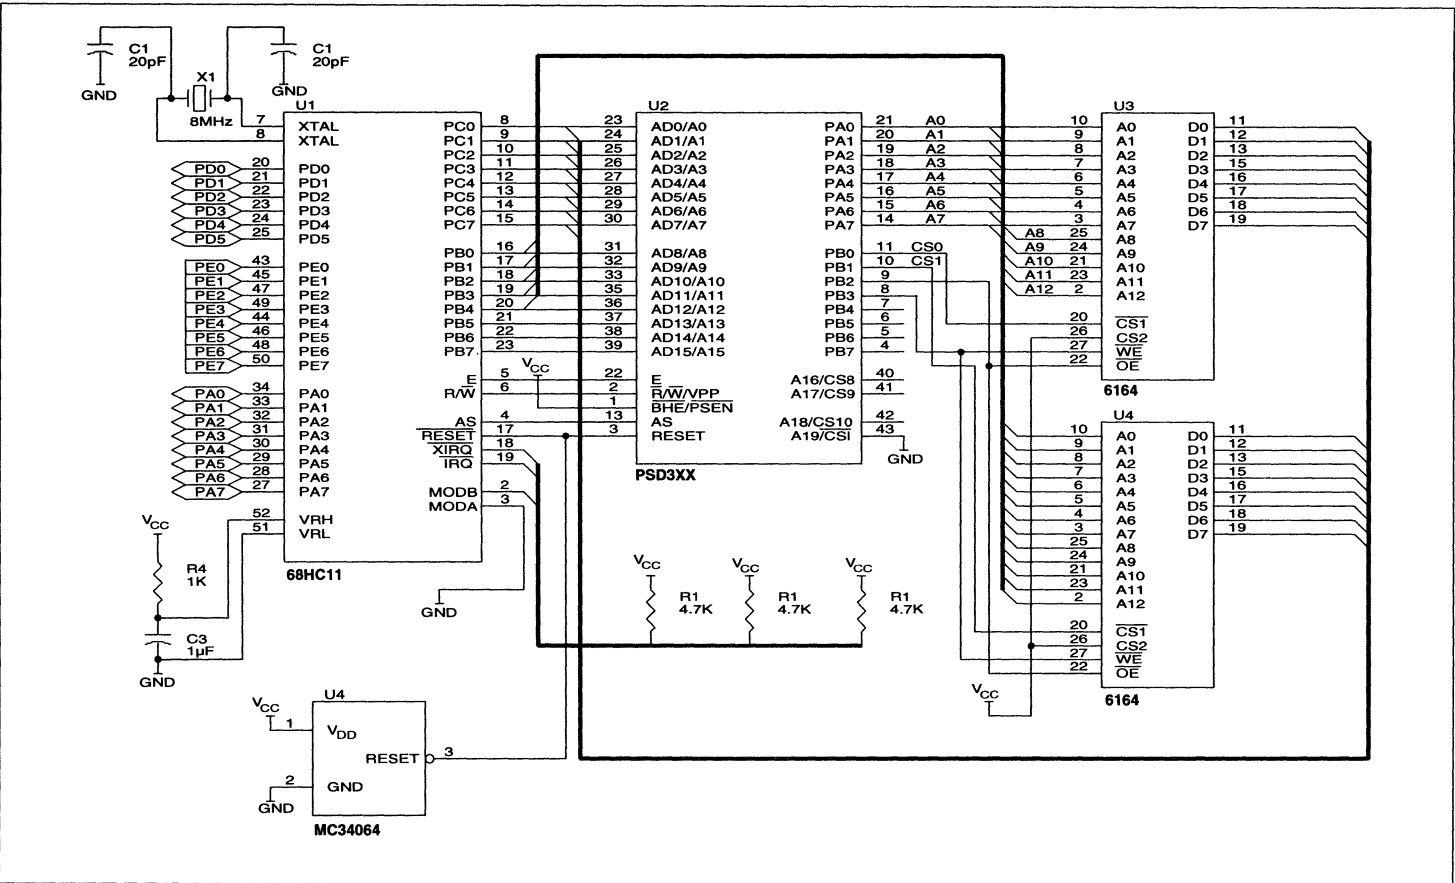 C1
20pF
GND
X1
8MHz
C1
20pF
GND
U1
7 XTAL
8 XTAL
PD0 20 PD0
PD1 21 PD1
PD2 22 PD2
PD3 23 PD3
PD4 24 PD4
PD5 25 PD5
PE0 43 PE0
PE1 45 PE1
PE2 47 PE2
PE3 49 PE3
PE4 44 PE4
PE5 46 PE5
PE6 48 PE6
PE7 50 PE7
PA0 34 PA0
PA1 33 PA1
PA2 32 PA2
PA3 31 PA3
PA4 30 PA4
PA5 29 PA5
PA6 28 PA6
PA7 27 PA7
52 VRH
51 VRL
PC0 8
PC1 9
PC2 10
PC3 11
PC4 12
PC5 13
PC6 14
PC7 15
PB0 16
PB1 17
PB2 18
PB3 19
PB4 20
PB5 21
PB6 22
PB7 23
E 5
R/W 6
AS 4
RESET 17
XIRQ 18
IRQ 19
MODB 2
MODA 3
68HC11
GND
VCC
R4
1K
C3
1µF
GND
U2
23 AD0/A0
24 AD1/A1
25 AD2/A2
26 AD3/A3
27 AD4/A4
28 AD5/A5
29 AD6/A6
30 AD7/A7
31 AD8/A8
32 AD9/A9
33 AD10/A10
35 AD11/A11
36 AD12/A12
37 AD13/A13
38 AD14/A14
39 AD15/A15
VCC
22 E
2 R/W/VPP
1 BHE/PSEN
13 AS
3 RESET
PA0 21 A0
PA1 20 A1
PA2 19 A2
PA3 18 A3
PA4 17 A4
PA5 16 A5
PA6 15 A6
PA7 14 A7
PB0 11 CS0
PB1 10 CS1
PB2 9
PB3 8
PB4 7
PB5 6
PB6 5
PB7 4
A16/CS8 40
A17/CS9 41
A18/CS10 42
A19/CSI 43
GND
PSD3XX
U3
10 A0
9 A1
8 A2
7 A3
6 A4
5 A5
4 A6
3 A7
A8 25 A8
A9 24 A9
A10 21 A10
A11 23 A11
A12 2 A12
20 CS1
26 CS2
27 WE
22 OE
D0 11
D1 12
D2 13
D3 15
D4 16
D5 17
D6 18
D7 19
6164
U4
10 A0
9 A1
8 A2
7 A3
6 A4
5 A5
4 A6
3 A7
25 A8
24 A9
21 A10
23 A11
2 A12
20 CS1
26 CS2
27 WE
22 OE
D0 11
D1 12
D2 13
D3 15
D4 16
D5 17
D6 18
D7 19
6164
VCC
VCC
R1
4.7K
VCC
R1
4.7K
VCC
R1
4.7K
U4
VCC
1 VDD
RESET 3
2 GND
GND
MC34064